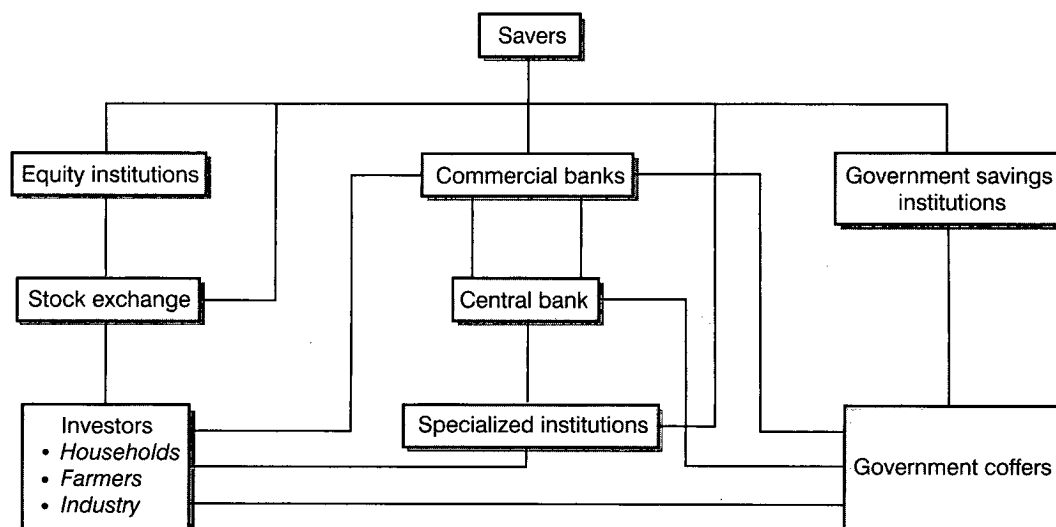 Savers
Equity institutions
Commercial banks
Government savings
institutions
Stock exchange
Central bank
Investors
• Households
• Farmers
• Industry
Specialized institutions
Government coffers